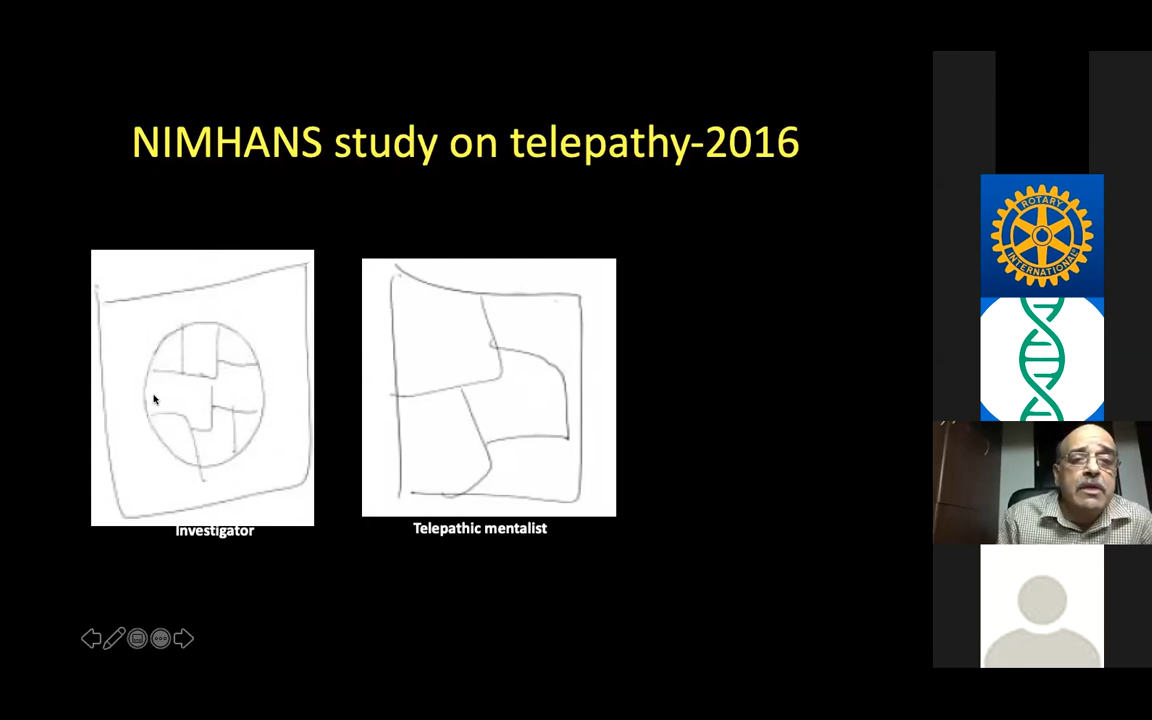 NIMHANS study on telepathy-2016
Investigator
Telepathic mentalist
ROTARY
INTERNATIONAL